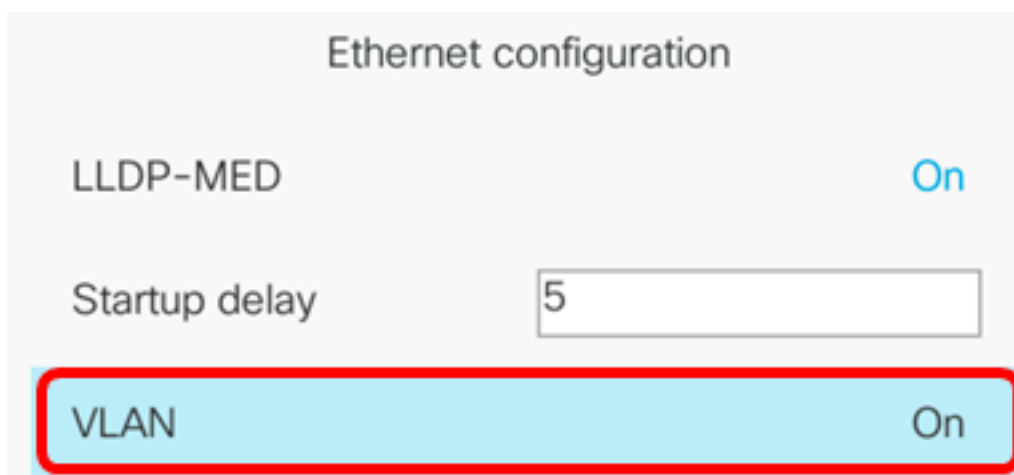 Ethernet configuration
LLDP-MED On
Startup delay 5
VLAN On